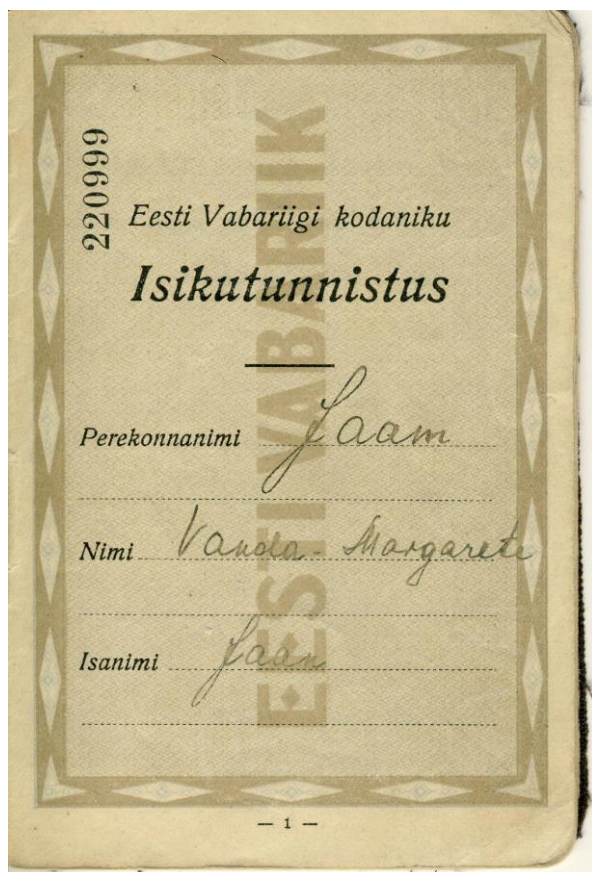 220999
Eesti Vabariigi kodaniku
Isikutunnistus
Perekonnanimi Jaam
Nimi Vanda-Margarete
Isanimi Jaan
EESTI VABARIIK
— 1 —